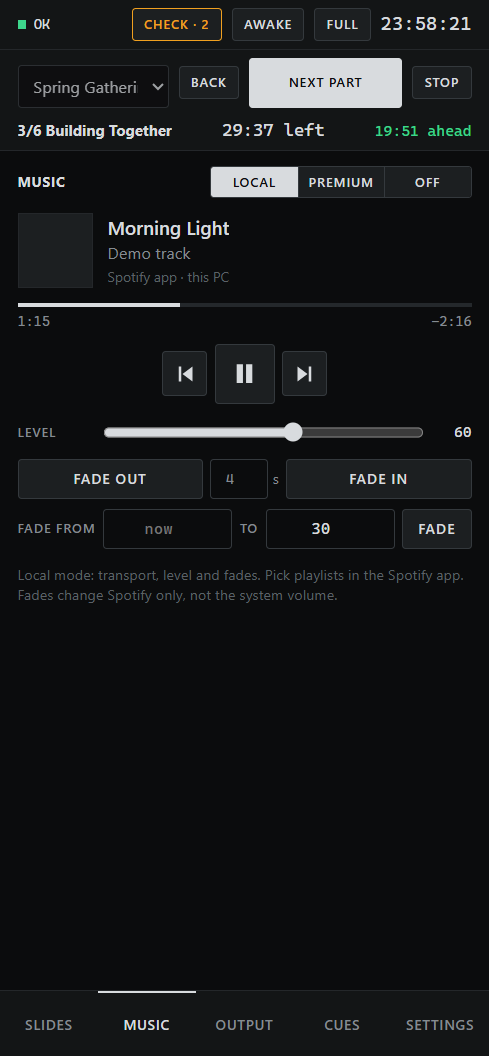 OK CHECK · 2 AWAKE FULL 23:58:21
Spring Gatheri BACK NEXT PART STOP
3/6 Building Together 29:37 left 19:51 ahead
MUSIC LOCAL PREMIUM OFF
Morning Light
Demo track
Spotify app · this PC
1:15 −2:16
LEVEL 60
FADE OUT 4 s FADE IN
FADE FROM now TO 30 FADE
Local mode: transport, level and fades. Pick playlists in the Spotify app.
Fades change Spotify only, not the system volume.
SLIDES MUSIC OUTPUT CUES SETTINGS